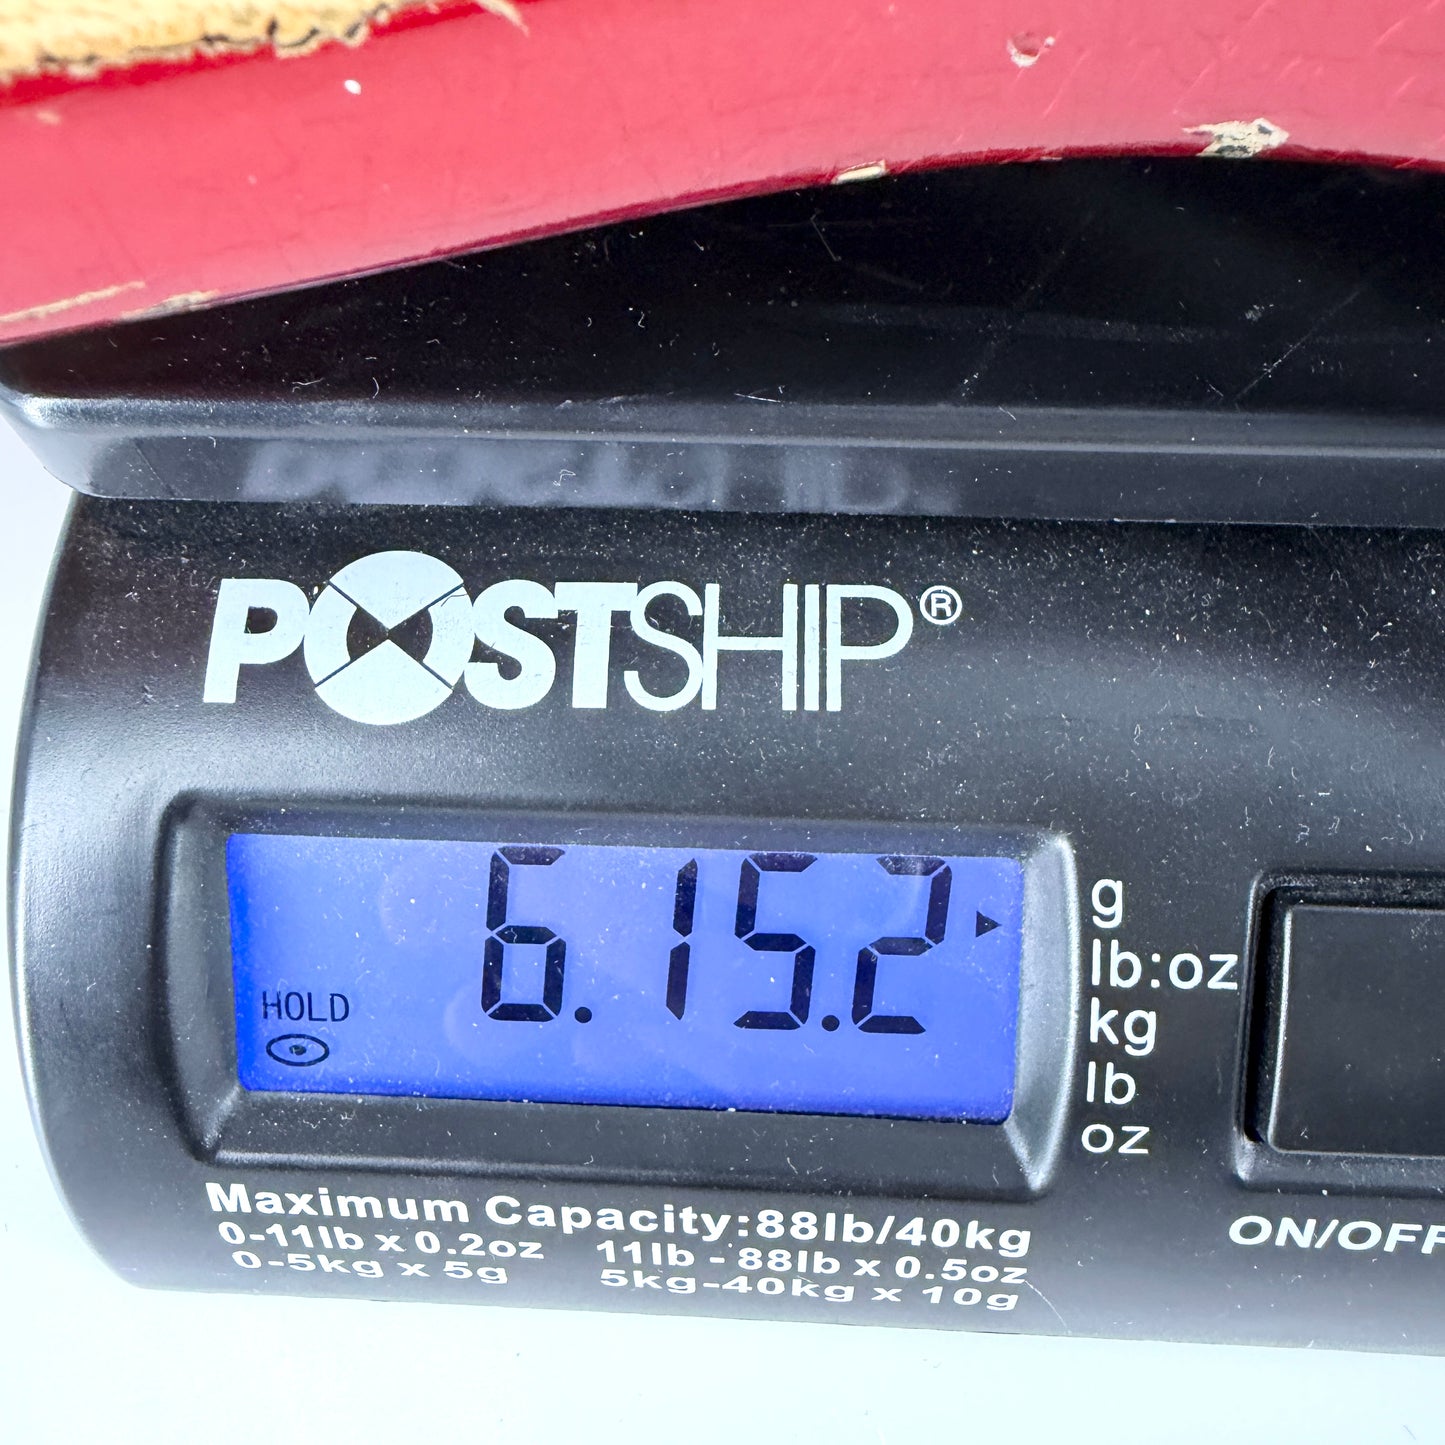 POSTSHIP®
6.15.2
HOLD
g
lb:oz
kg
lb
oz
Maximum Capacity:88lb/40kg
0-11lb x 0.2oz 11lb - 88lb x 0.5oz
0-5kg x 5g 5kg-40kg x 10g
ON/OFF